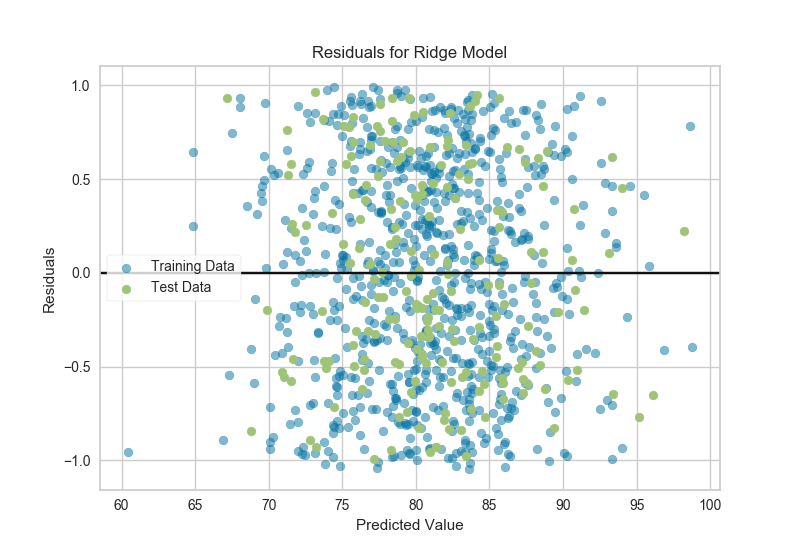 Residuals for Ridge Model
1.0
0.5
0.0
−0.5
−1.0
Residuals
Training Data
Test Data
60 65 70 75 80 85 90 95 100
Predicted Value